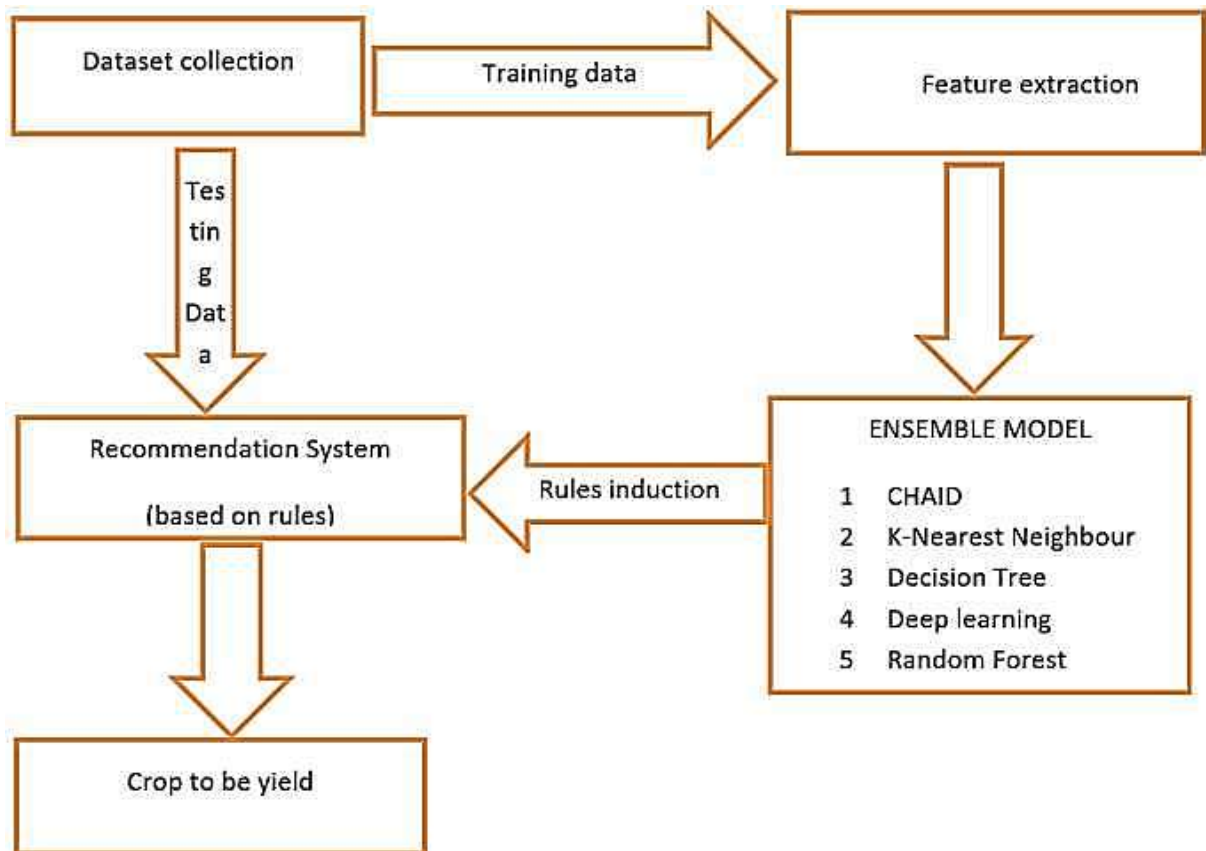 Dataset collection
Training data
Feature extraction
Tes
tin
g
Dat
a
Recommendation System
(based on rules)
Rules induction
ENSEMBLE MODEL
1 CHAID
2 K-Nearest Neighbour
3 Decision Tree
4 Deep learning
5 Random Forest
Crop to be yield